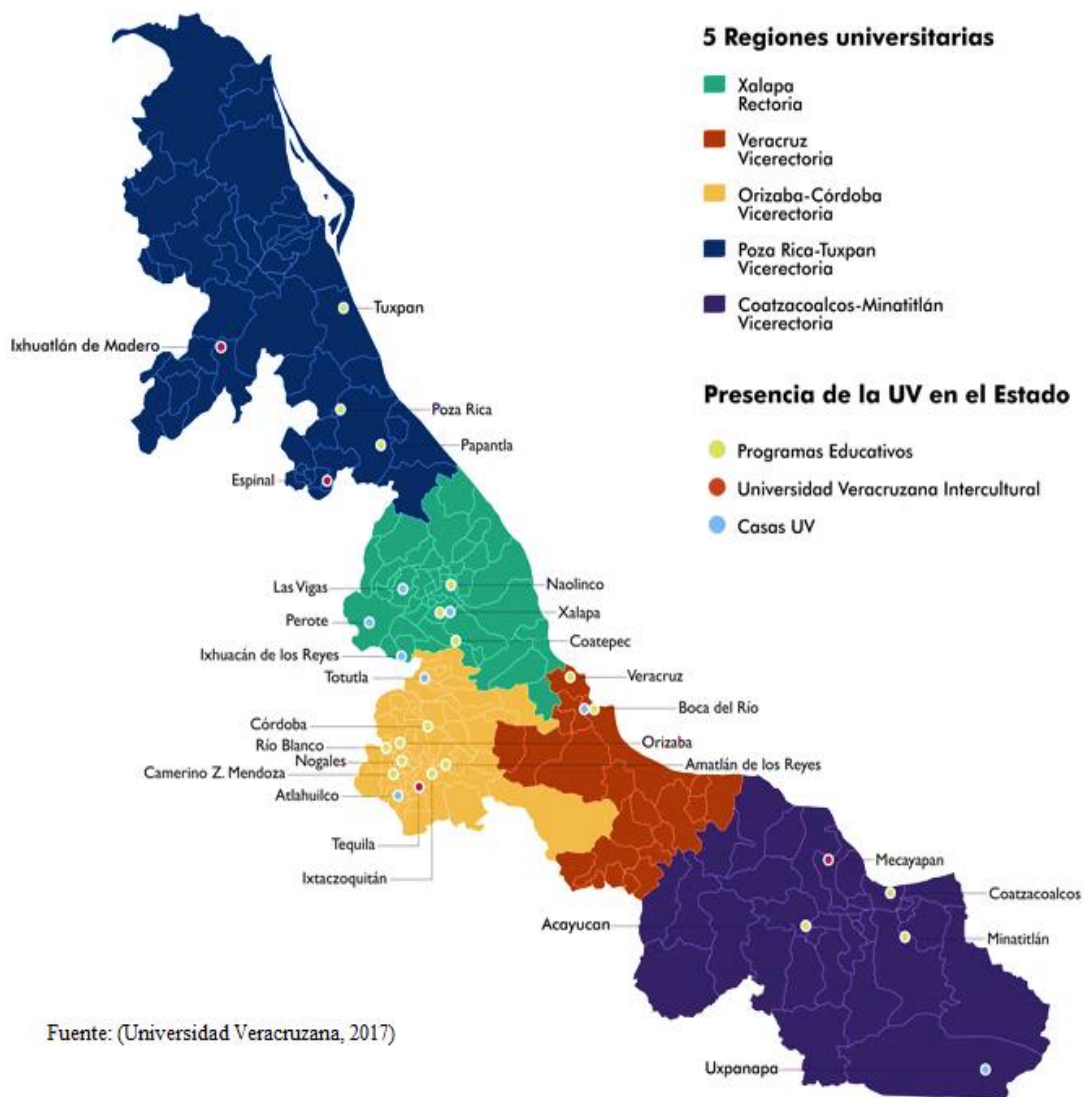 5 Regiones universitarias
Xalapa
Rectoria
Veracruz
Vicerectoria
Orizaba-Córdoba
Vicerectoria
Poza Rica-Tuxpan
Vicerectoria
Coatzacoalcos-Minatitlán
Vicerectoria
Presencia de la UV en el Estado
Programas Educativos
Universidad Veracruzana Intercultural
Casas UV
Tuxpan
Ixhuatlán de Madero
Poza Rica
Papantla
Espinal
Las Vigas
Naolinco
Perote
Xalapa
Ixhuacán de los Reyes
Coatepec
Totutla
Veracruz
Boca del Río
Córdoba
Río Blanco
Orizaba
Nogales
Amatlán de los Reyes
Camerino Z. Mendoza
Atlahuilco
Tequila
Ixtaczoquitán
Mecayapan
Coatzacoalcos
Acayucan
Minatitlán
Uxpanapa
Fuente: (Universidad Veracruzana, 2017)